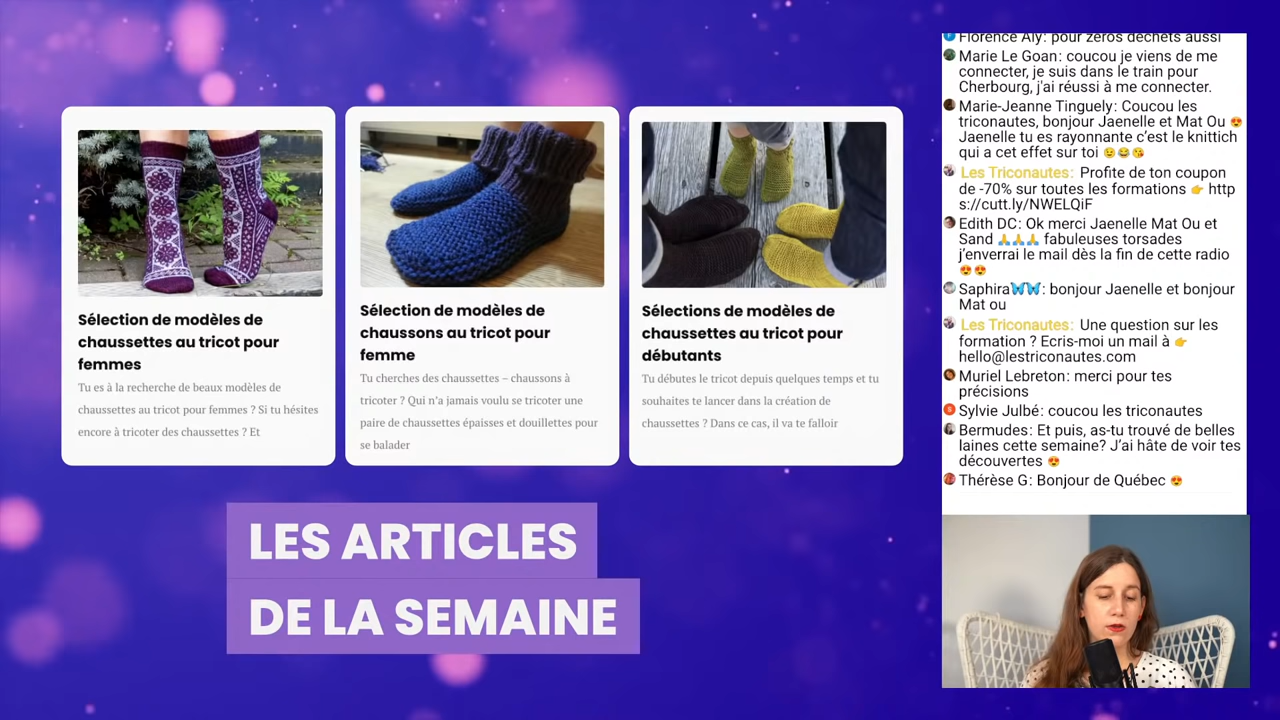 Sélection de modèles de
chaussettes au tricot pour
femmes
Tu es à la recherche de beaux modèles de
chaussettes au tricot pour femmes ? Si tu hésites
encore à tricoter des chaussettes ? Et
Sélection de modèles de
chaussons au tricot pour
femme
Tu cherches des chaussettes – chaussons à
tricoter ? Qui n’a jamais voulu se tricoter une
paire de chaussettes épaisses et douillettes pour
se balader
Sélections de modèles de
chaussettes au tricot pour
débutants
Tu débutes le tricot depuis quelques temps et tu
souhaites te lancer dans la création de
chaussettes ? Dans ce cas, il va te falloir
LES ARTICLES
DE LA SEMAINE
Florence Aly: pour zéros déchets aussi
Marie Le Goan: coucou je viens de me
connecter, je suis dans le train pour
Cherbourg, j'ai réussi à me connecter.
Marie-Jeanne Tinguely: Coucou les
triconautes, bonjour Jaenelle et Mat Ou 😍
Jaenelle tu es rayonnante c’est le knittich
qui a cet effet sur toi 😉😂😘
Les Triconautes: Profite de ton coupon
de -70% sur toutes les formations 👉 http
s://cutt.ly/NWELQiF
Edith DC: Ok merci Jaenelle Mat Ou et
Sand 🙏🙏🙏 fabuleuses torsades
j’enverrai le mail dès la fin de cette radio
😍😍
Saphira🦋🦋: bonjour Jaenelle et bonjour
Mat ou
Les Triconautes: Une question sur les
formation ? Ecris-moi un mail à 👉
hello@lestriconautes.com
Muriel Lebreton: merci pour tes
précisions
S
Sylvie Julbé: coucou les triconautes
Bermudes: Et puis, as-tu trouvé de belles
laines cette semaine? J’ai hâte de voir tes
découvertes 😍
Thérèse G: Bonjour de Québec 😍